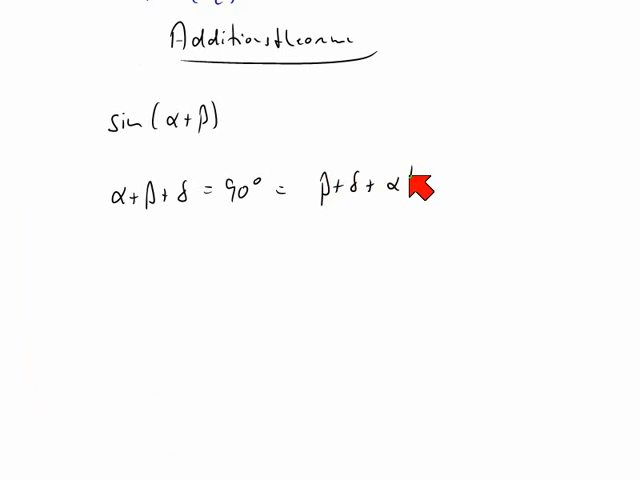 Additionstheoreme
sin (α + β)
α + β + δ = 90° = β + δ + α'